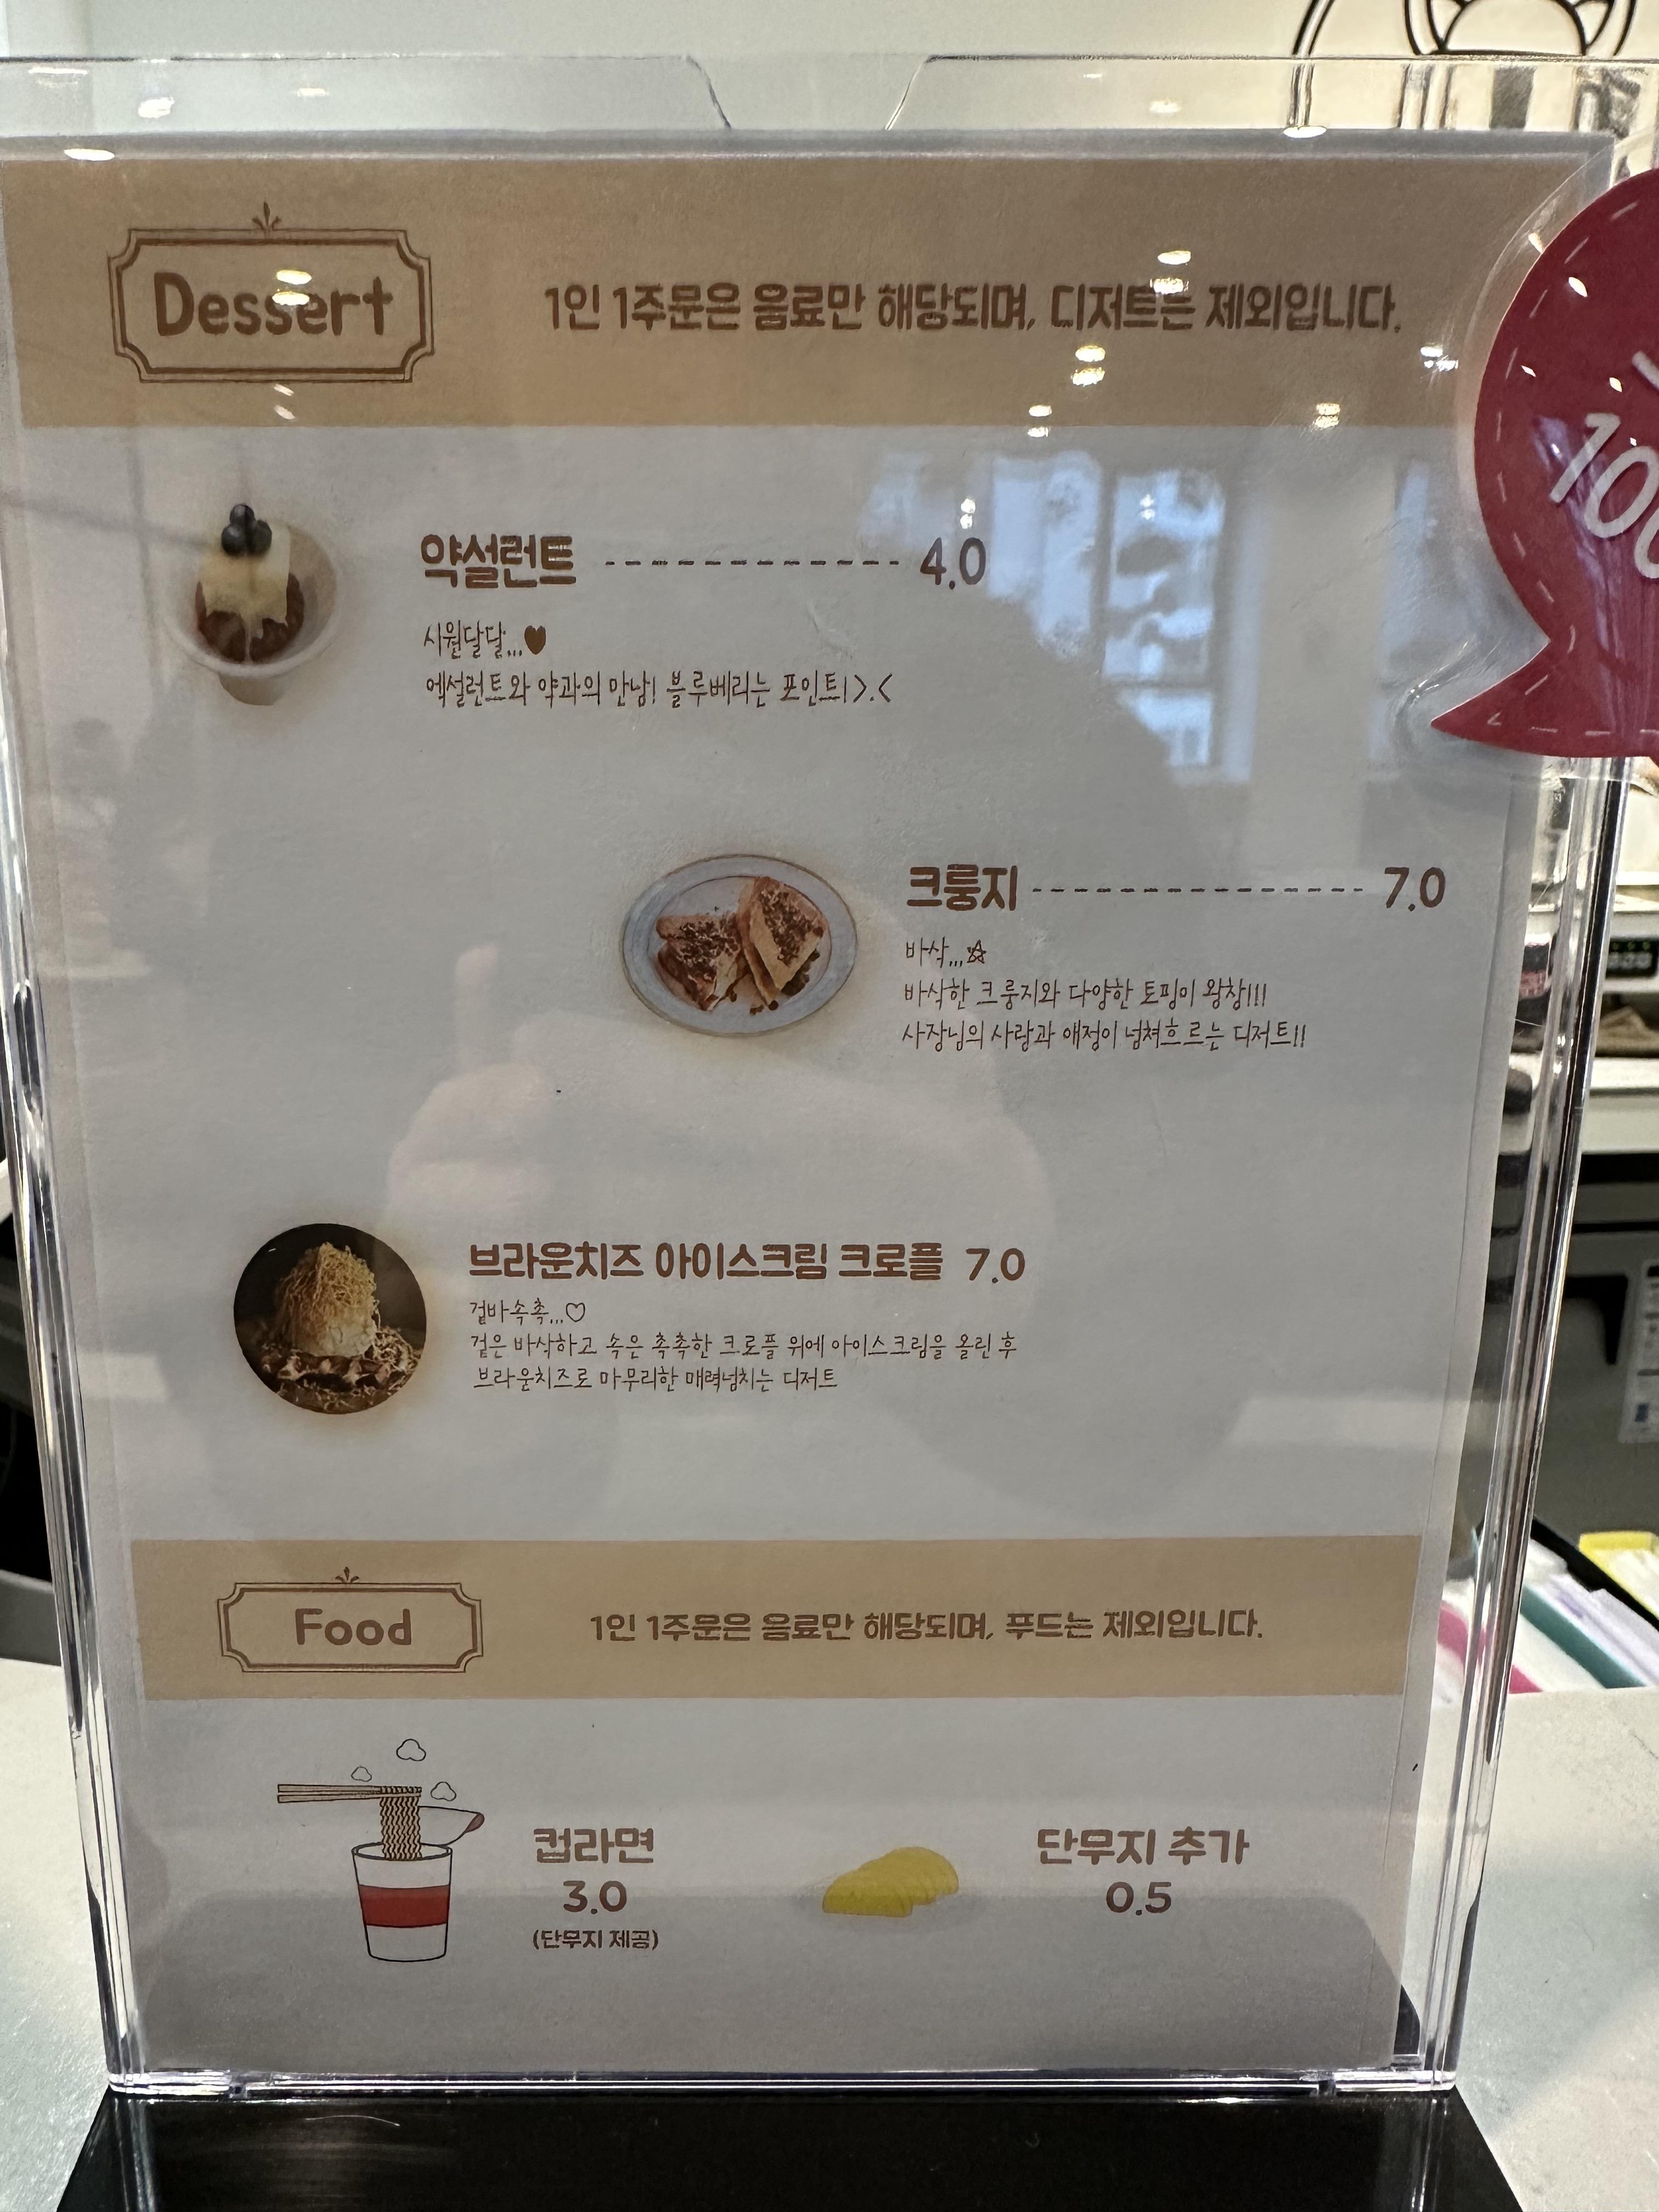 Dessert
1인 1주문은 음료만 해당되며, 디저트는 제외입니다.
약설런트 ------------ 4.0
시원달달...♥
엑설런트와 약과의 만남! 블루베리는 포인트!>.<
크룽지 --------------- 7.0
바삭...☆
바삭한 크룽지와 다양한 토핑이 왕창!!!
사장님의 사랑과 애정이 넘쳐흐르는 디저트!!
브라운치즈 아이스크림 크로플 7.0
겉바속촉...♡
겉은 바삭하고 속은 촉촉한 크로플 위에 아이스크림을 올린 후
브라운치즈로 마무리한 매력넘치는 디저트
Food
1인 1주문은 음료만 해당되며, 푸드는 제외입니다.
컵라면
3.0
(단무지 제공)
단무지 추가
0.5